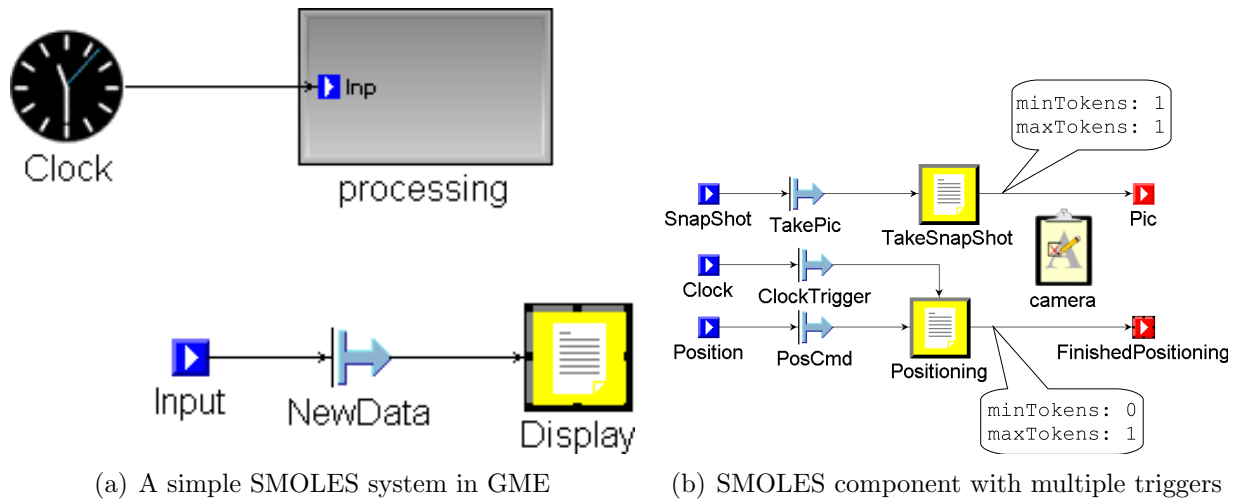 Inp
Clock
processing
Input
NewData
Display
(a) A simple SMOLES system in GME
minTokens: 1
maxTokens: 1
SnapShot
TakePic
TakeSnapShot
Pic
Clock
ClockTrigger
camera
Position
PosCmd
Positioning
FinishedPositioning
minTokens: 0
maxTokens: 1
(b) SMOLES component with multiple triggers